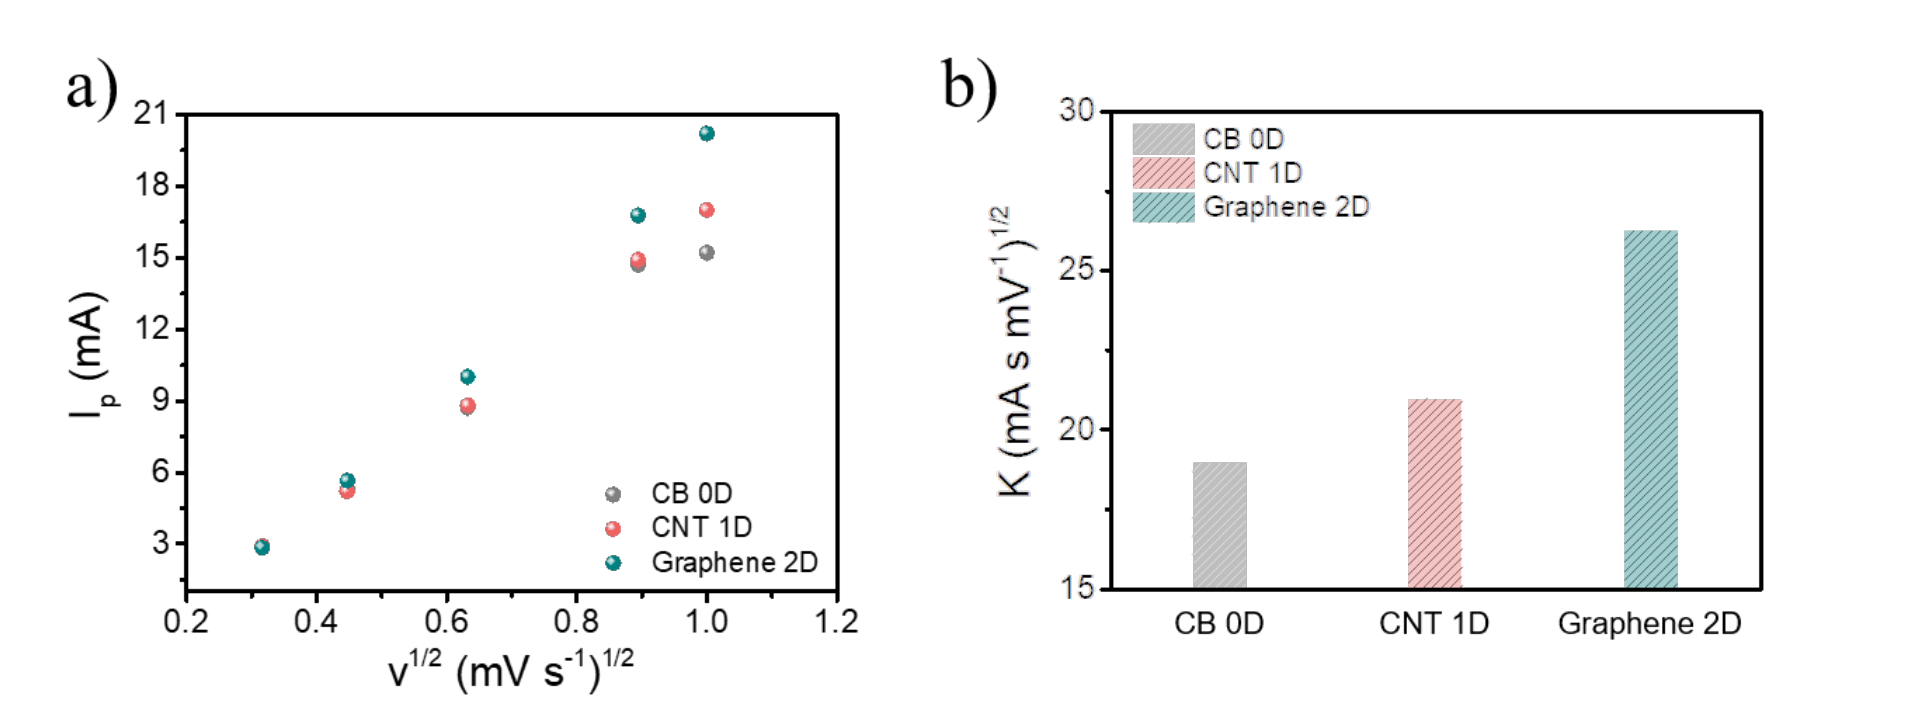 a)
21
18
15
12
9
6
3
I_p (mA)
CB 0D
CNT 1D
Graphene 2D
0.2 0.4 0.6 0.8 1.0 1.2
v^1/2 (mV s^-1)^1/2
b)
30
25
20
15
K (mA s mV^-1)^1/2
CB 0D
CNT 1D
Graphene 2D
CB 0D CNT 1D Graphene 2D